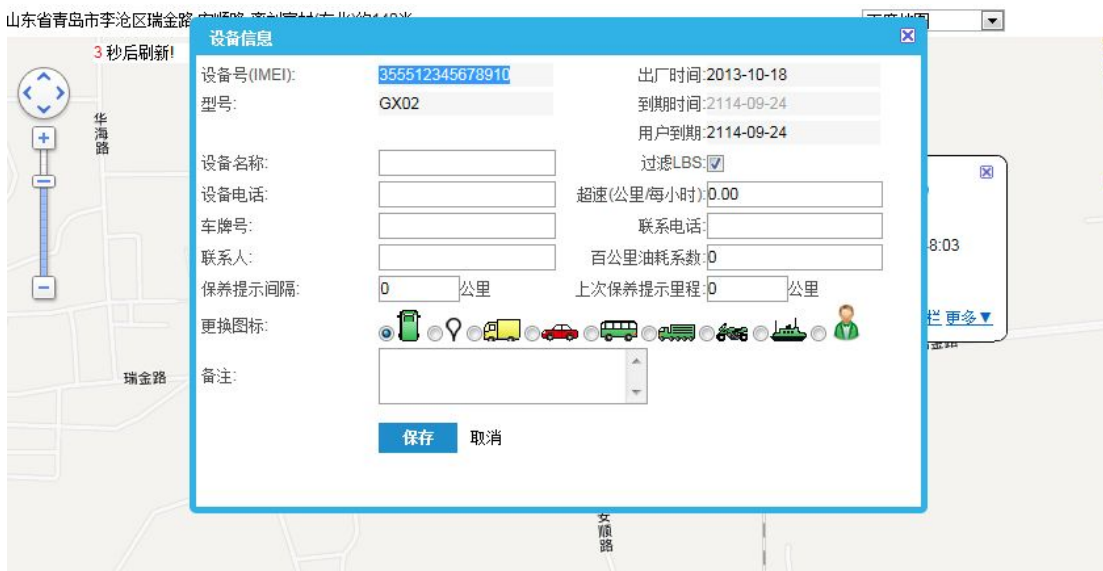 山东省青岛市李沧区瑞金路
百度地图
3 秒后刷新!
设备信息
设备号(IMEI): 355512345678910 出厂时间:2013-10-18
型号: GX02 到期时间:2114-09-24
用户到期:2114-09-24
设备名称: 过滤LBS:
设备电话: 超速(公里/每小时):0.00
车牌号: 联系电话:
联系人: 百公里油耗系数:0
保养提示间隔: 0 公里 上次保养提示里程:0 公里
更换图标:
备注:
保存 取消
华海路
瑞金路
8:03
栏 更多▼
安顺路